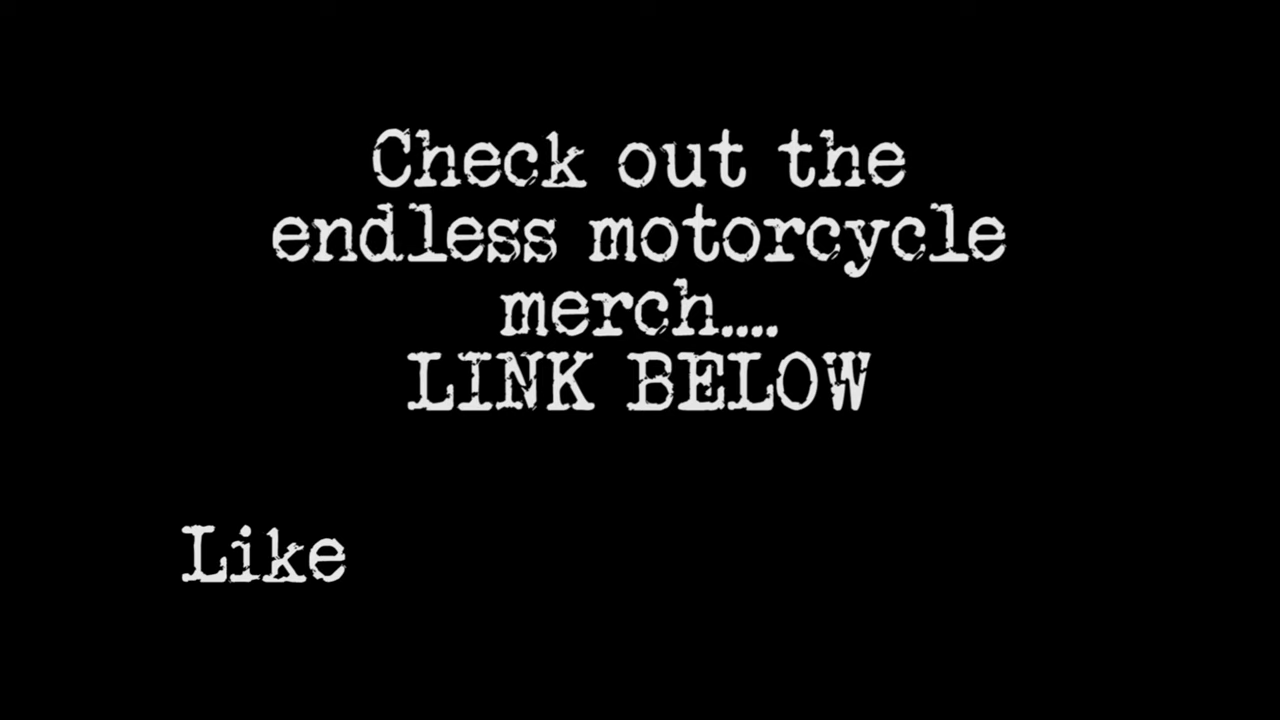 Check out the
endless motorcycle
merch....
LINK BELOW
Like